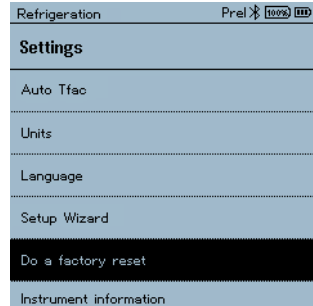 Refrigeration Prel 100%
Settings
Auto Tfac
Units
Language
Setup Wizard
Do a factory reset
Instrument information